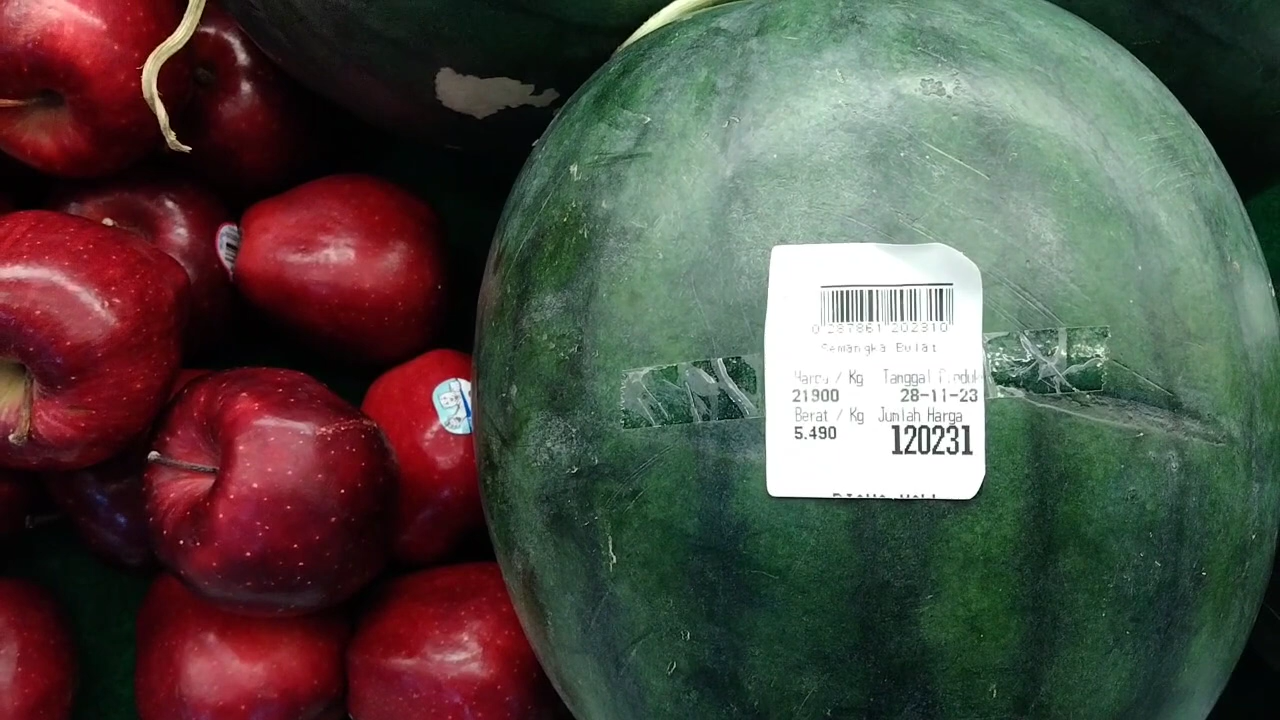 0 287861 202310
Semangka Bulat
Harga / Kg Tanggal Produk
21900 28-11-23
Berat / Kg Jumlah Harga
5.490 120231